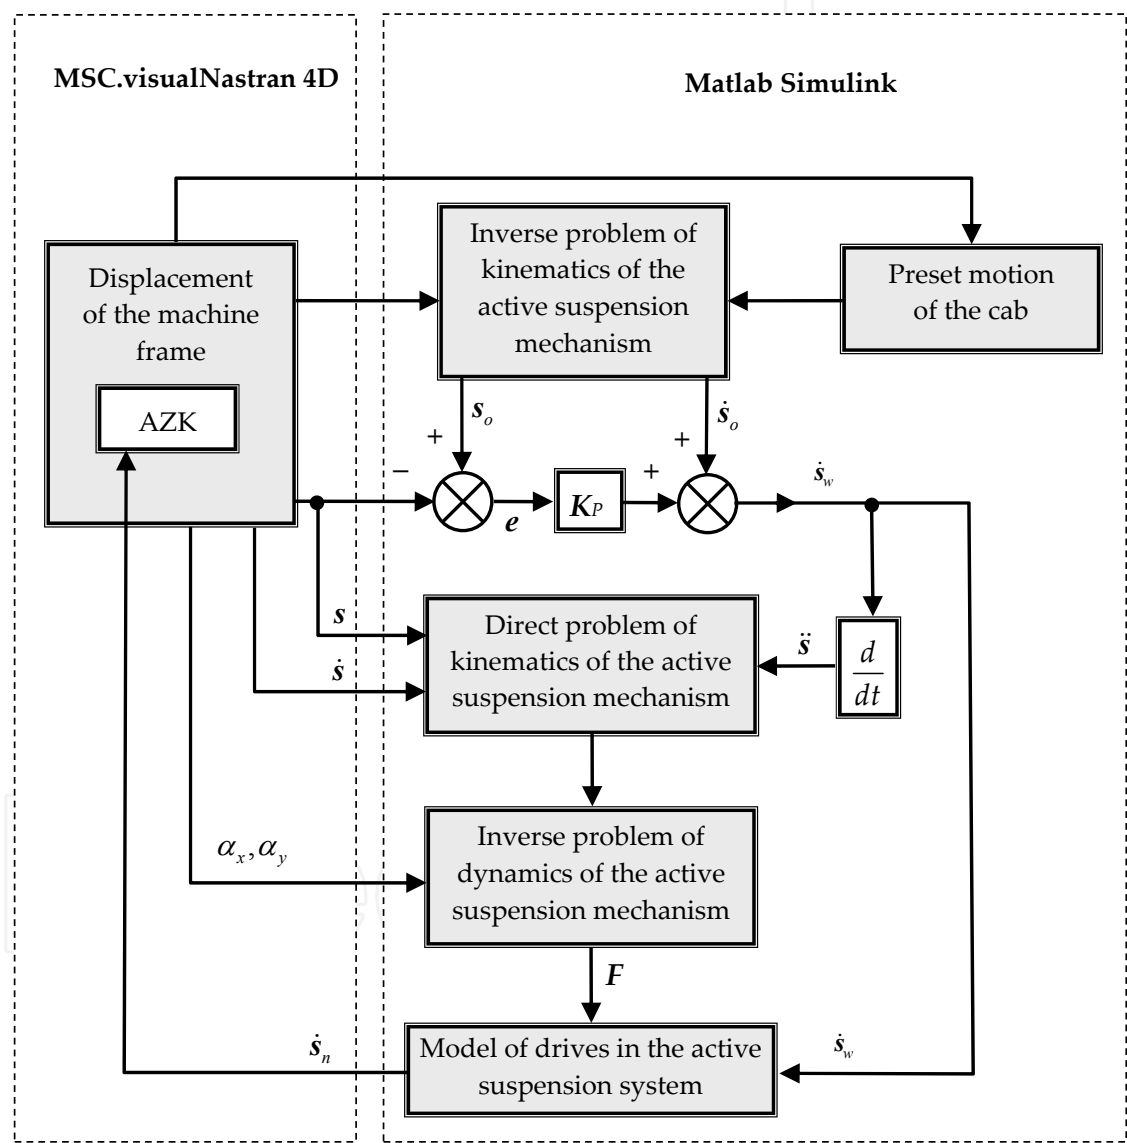 MSC.visualNastran 4D
Matlab Simulink
Displacement
of the machine
frame
AZK
Inverse problem of
kinematics of the
active suspension
mechanism
Preset motion
of the cab
sₒ
ṡₒ
+
+
−
+
e
K_P
ṡ_w
s
ṡ
Direct problem of
kinematics of the active
suspension mechanism
s̈
d
dt
αₓ, α_y
Inverse problem of
dynamics of the active
suspension mechanism
F
ṡₙ
Model of drives in the active
suspension system
ṡ_w